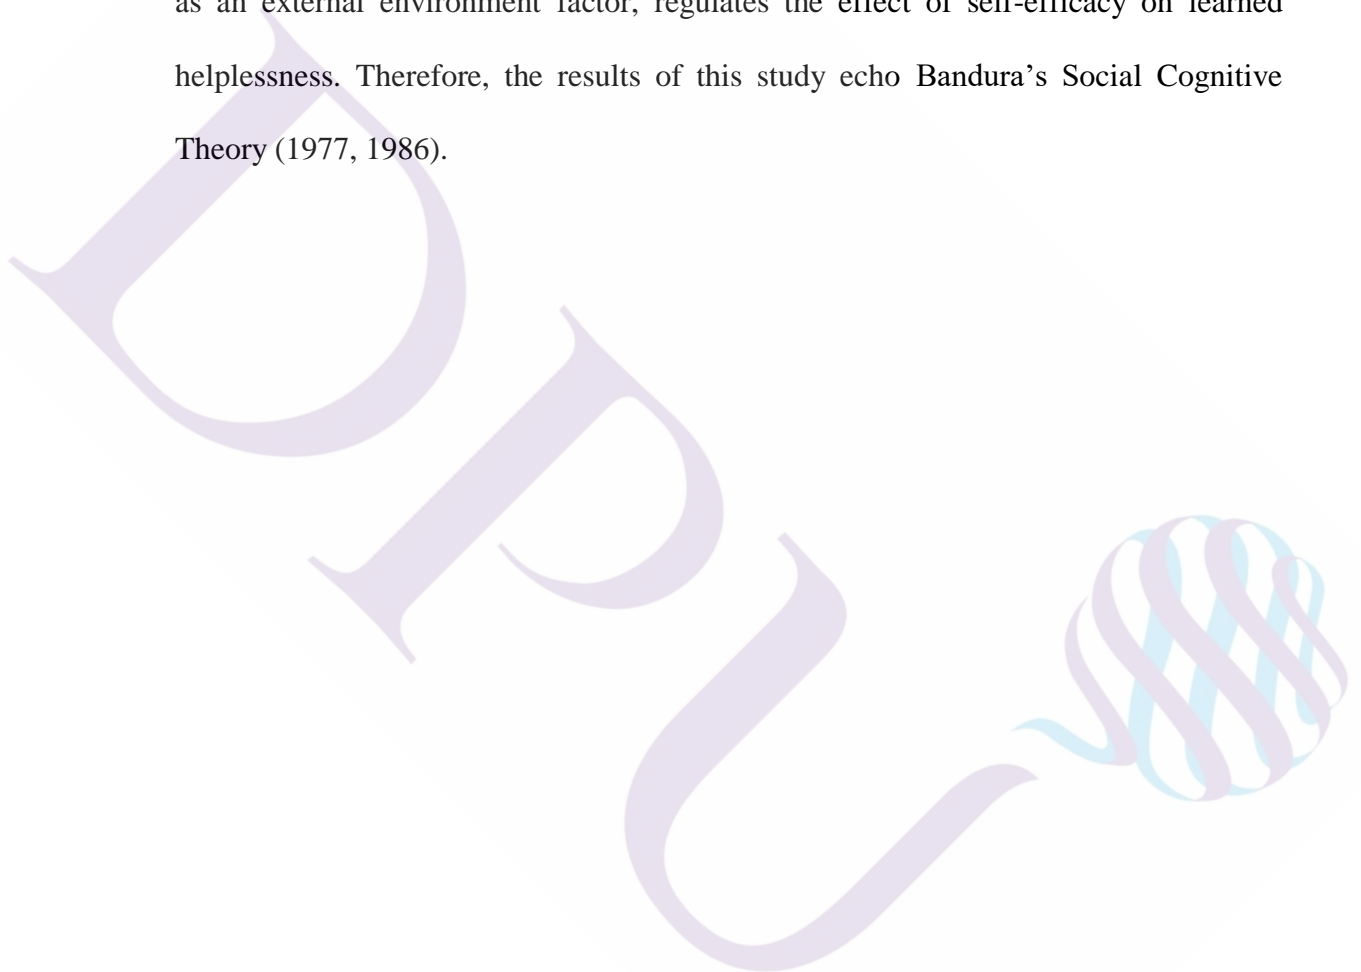 as an external environment factor, regulates the effect of self-efficacy on learned
helplessness. Therefore, the results of this study echo Bandura’s Social Cognitive
Theory (1977, 1986).
DPU